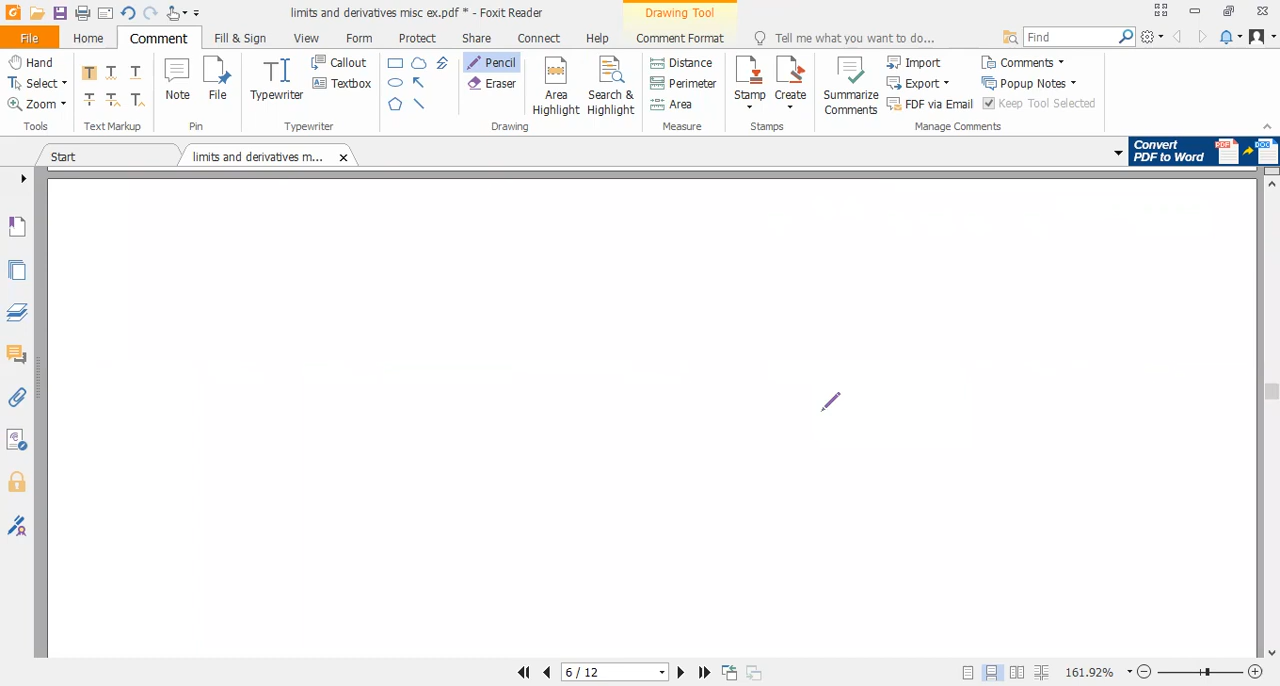 limits and derivatives misc ex.pdf * - Foxit Reader
Drawing Tool
File
Home
Comment
Fill & Sign
View
Form
Protect
Share
Connect
Help
Comment Format
Tell me what you want to do...
Find
Hand
Select
Zoom
Tools
Text Markup
Note
File
Pin
Typewriter
Callout
Textbox
Typewriter
Pencil
Eraser
Drawing
Area
Highlight
Search &
Highlight
Distance
Perimeter
Area
Measure
Stamp
Create
Stamps
Summarize
Comments
Import
Export
FDF via Email
Comments
Popup Notes
Keep Tool Selected
Manage Comments
Start
limits and derivatives m...
Convert
PDF to Word
PDF
DOC
6 / 12
161.92%